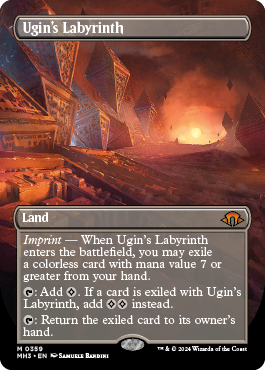 Ugin's Labyrinth
Land
Imprint — When Ugin's Labyrinth
enters the battlefield, you may exile
a colorless card with mana value 7 or
greater from your hand.
: Add . If a card is exiled with Ugin's
Labyrinth, add instead.
: Return the exiled card to its owner's
hand.
M 0359
MH3 • EN Samuele Bandini
™ & © 2024 Wizards of the Coast